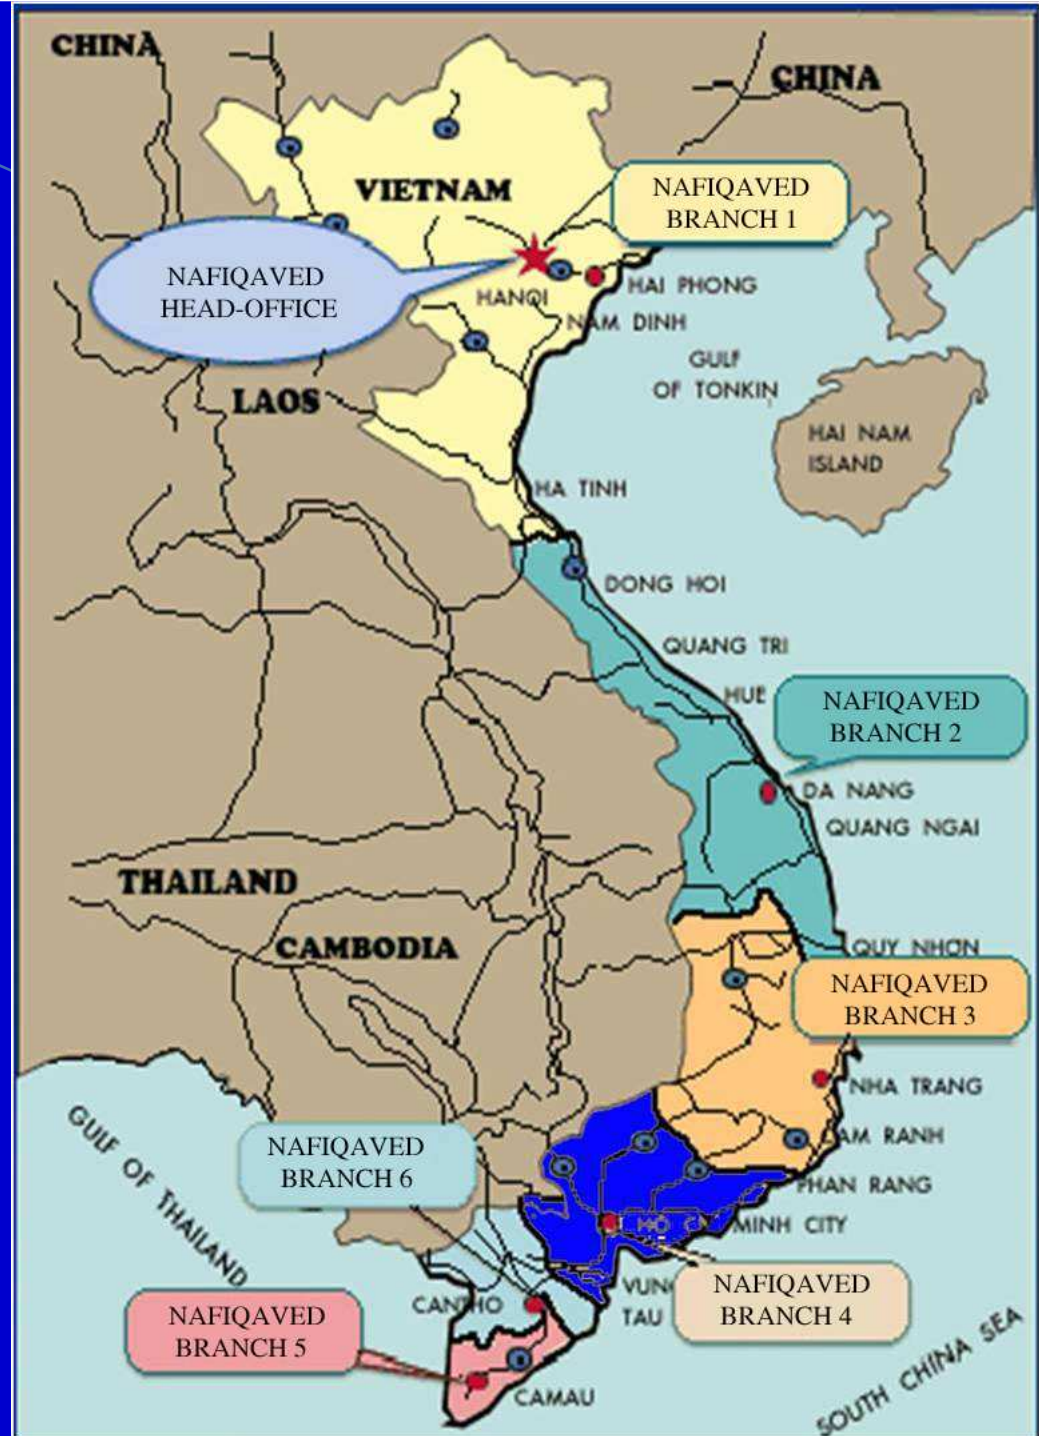 CHINA
CHINA
VIETNAM
NAFIQAVED
BRANCH 1
NAFIQAVED
HEAD-OFFICE
HANOI
HAI PHONG
NAM DINH
GULF
OF TONKIN
LAOS
HAI NAM
ISLAND
HA TINH
DONG HOI
QUANG TRI
HUE
NAFIQAVED
BRANCH 2
DA NANG
QUANG NGAI
THAILAND
CAMBODIA
QUY NHON
NAFIQAVED
BRANCH 3
NHA TRANG
AM RANH
GULF OF THAILAND
NAFIQAVED
BRANCH 6
PHAN RANG
HO C MINH CITY
NAFIQAVED
BRANCH 4
VUNG
TAU
CANTHO
NAFIQAVED
BRANCH 5
CAMAU
SOUTH CHINA SEA